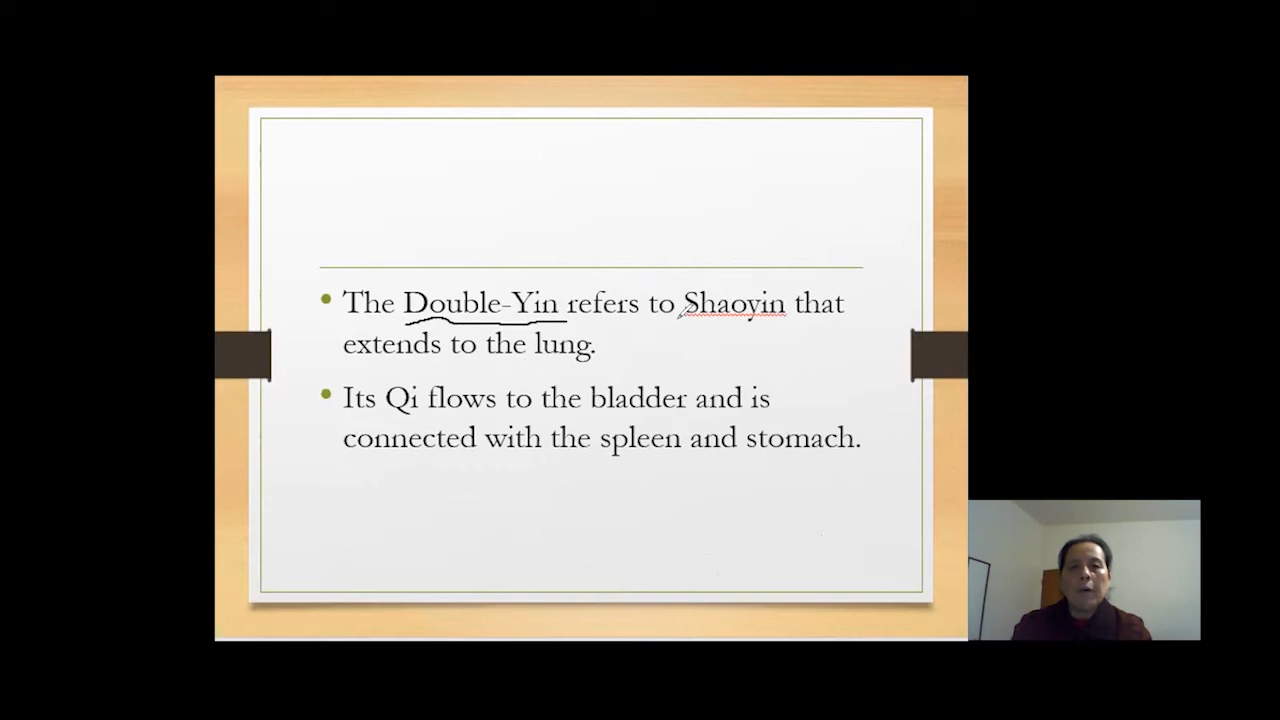 • The Double-Yin refers to Shaoyin that
extends to the lung.
• Its Qi flows to the bladder and is
connected with the spleen and stomach.